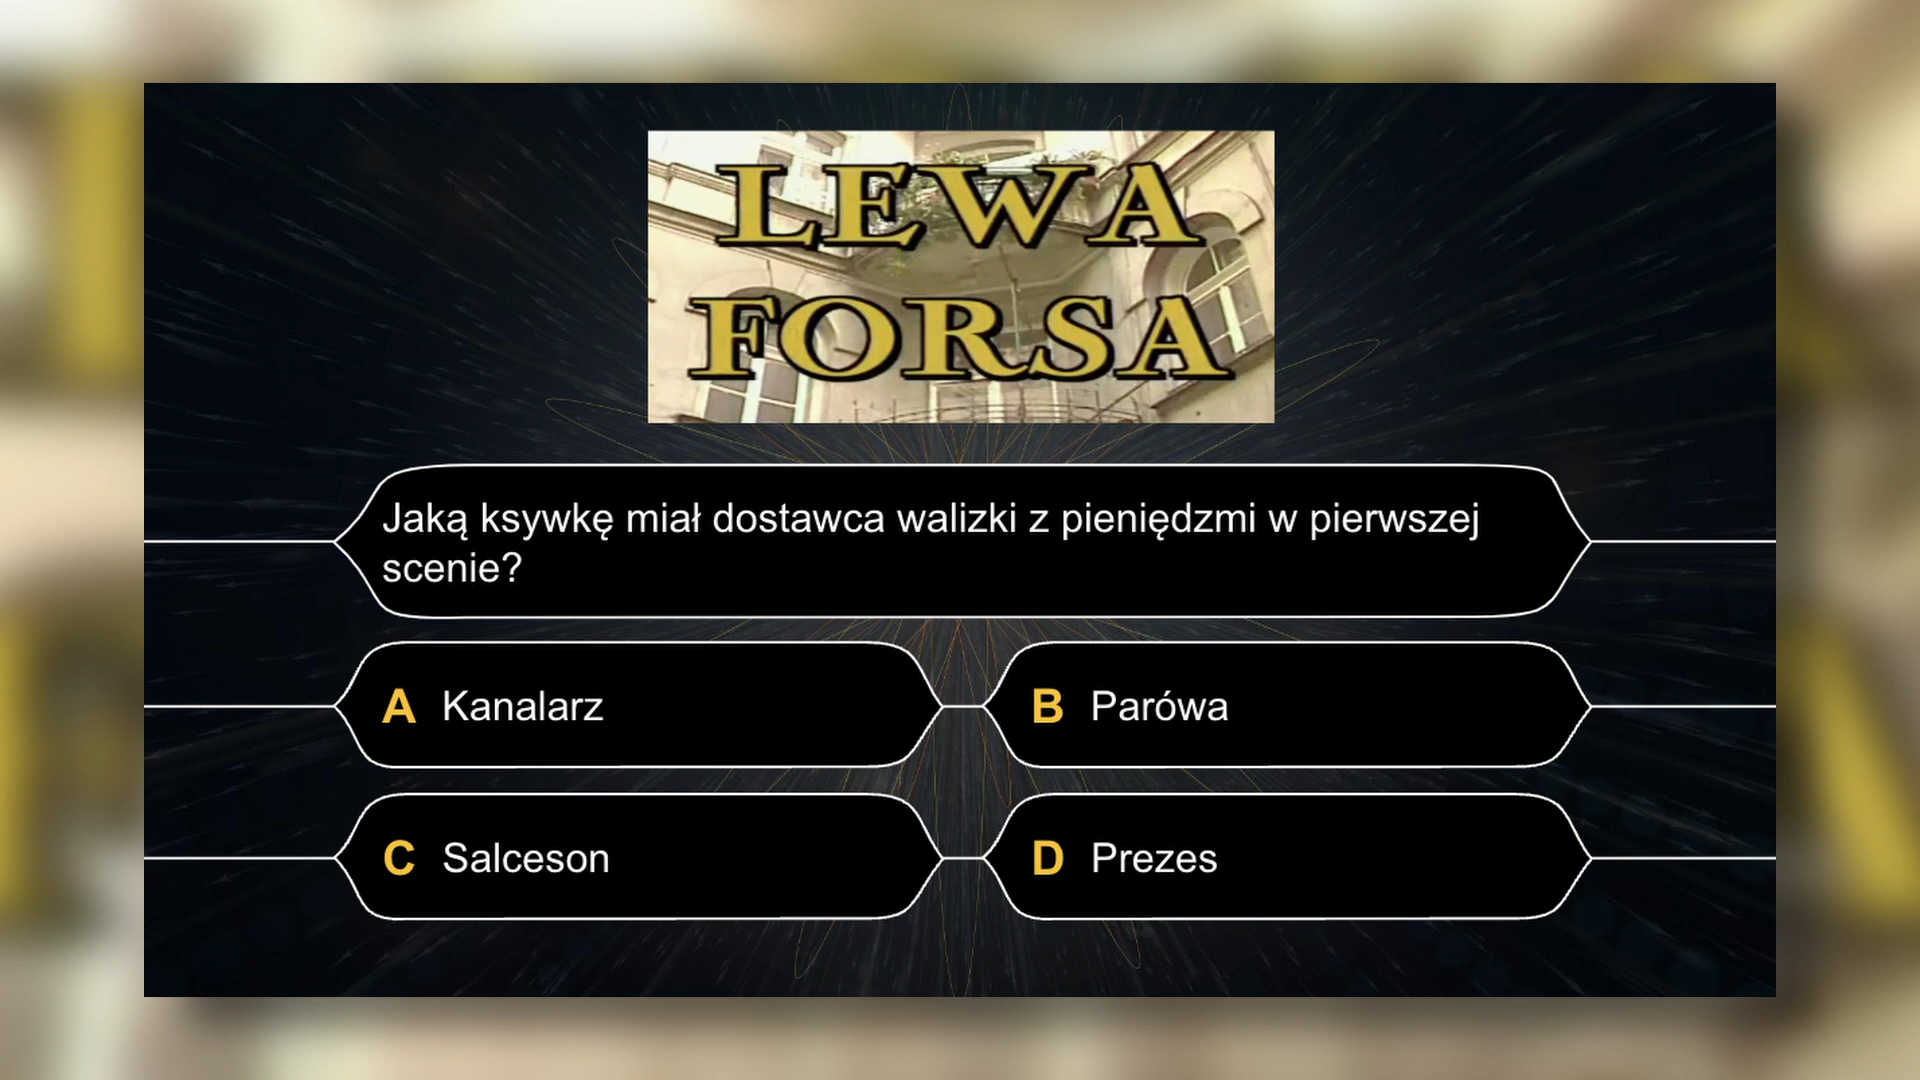 LEWA
FORSA
Jaką ksywkę miał dostawca walizki z pieniędzmi w pierwszej
scenie?
A Kanalarz
B Parówa
C Salceson
D Prezes